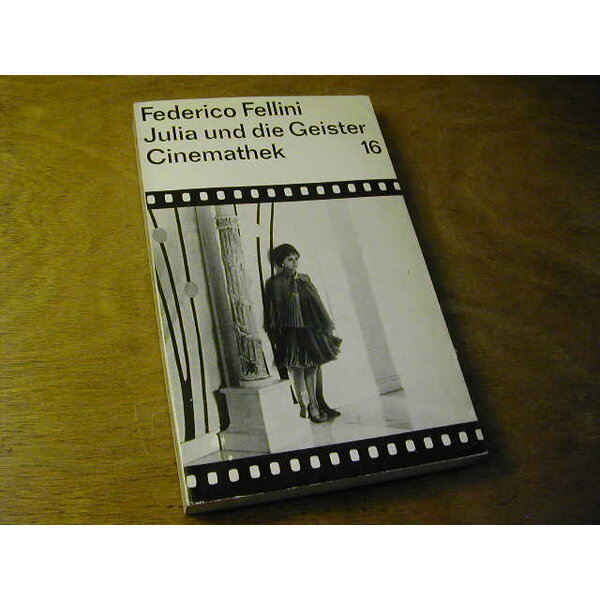 Federico Fellini
Julia und die Geister
Cinemathek 16